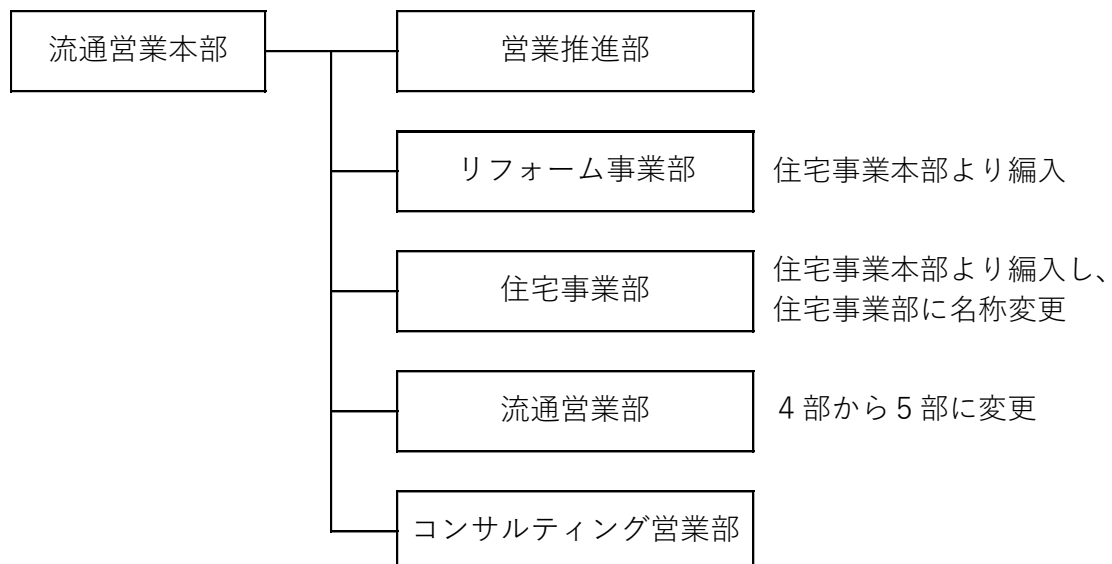 流通営業本部
営業推進部
リフォーム事業部
住宅事業本部より編入
住宅事業部
住宅事業本部より編入し、
住宅事業部に名称変更
流通営業部
4部から5部に変更
コンサルティング営業部